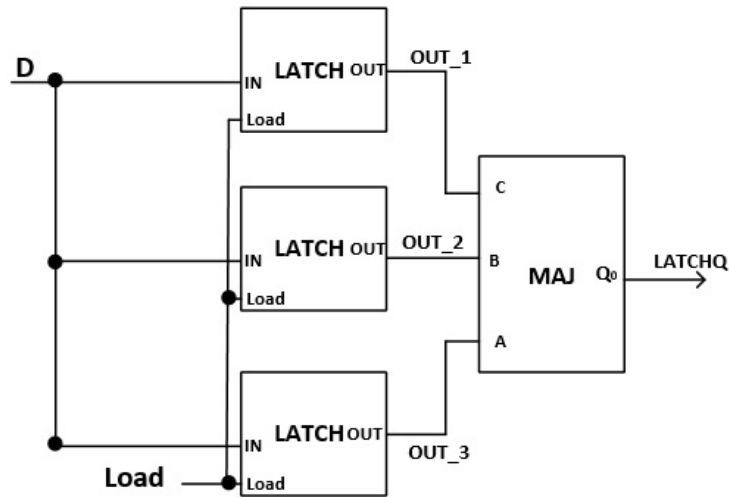 D
IN
LATCH
OUT
Load
OUT_1
IN
LATCH
OUT
Load
OUT_2
IN
LATCH
OUT
Load
OUT_3
Load
C
B
A
MAJ
Q₀
LATCHQ